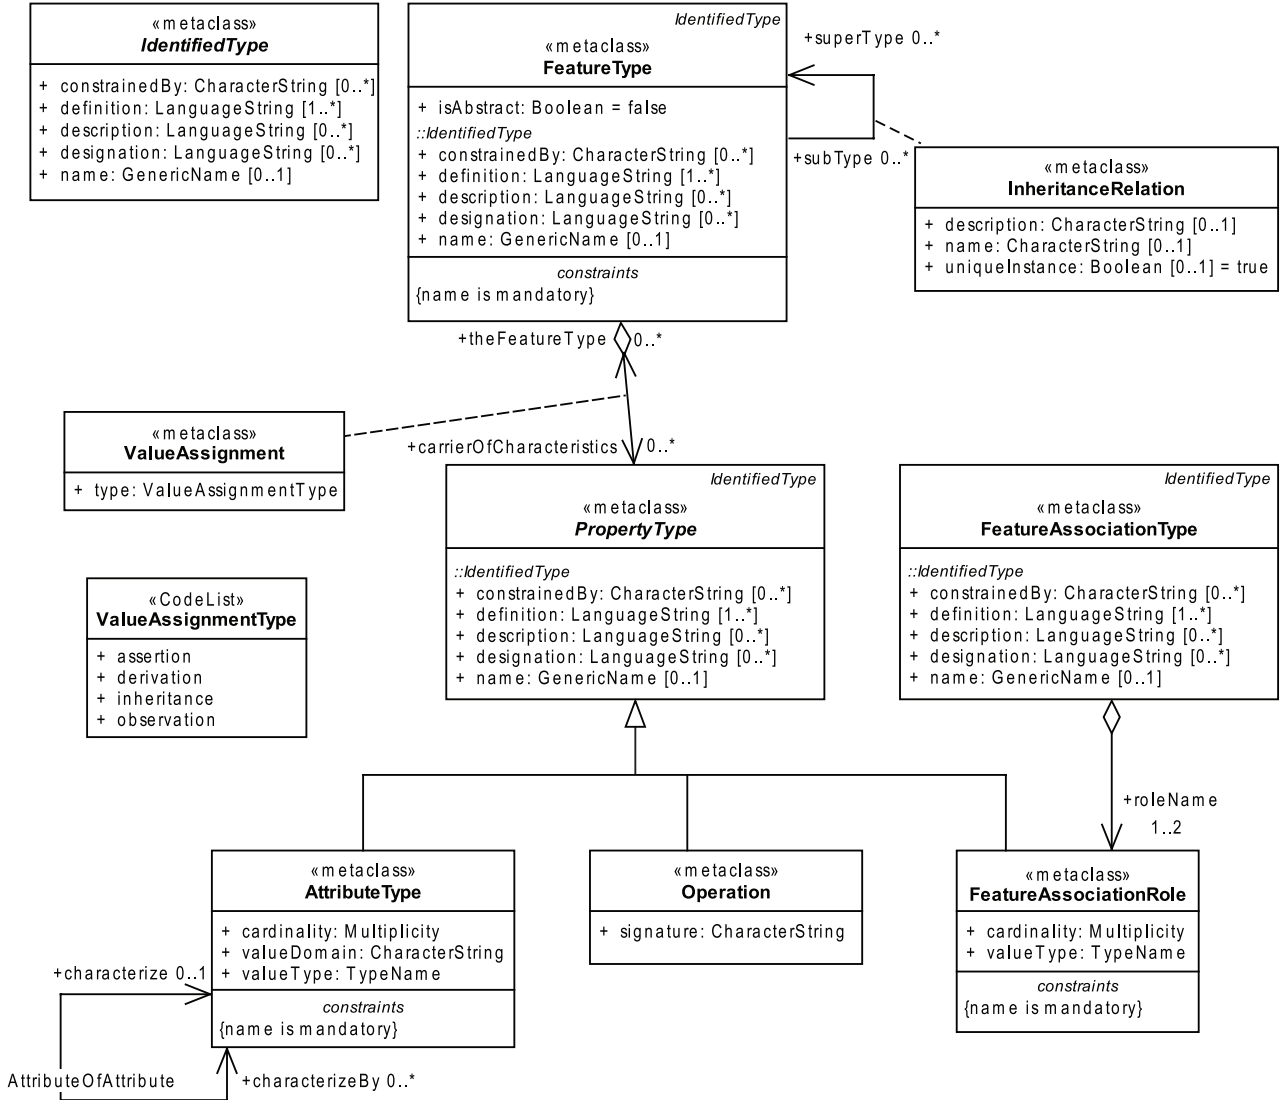 «metaclass»
IdentifiedType
+ constrainedBy: CharacterString [0..*]
+ definition: LanguageString [1..*]
+ description: LanguageString [0..*]
+ designation: LanguageString [0..*]
+ name: GenericName [0..1]
IdentifiedType
«metaclass»
FeatureType
+ isAbstract: Boolean = false
::IdentifiedType
+ constrainedBy: CharacterString [0..*]
+ definition: LanguageString [1..*]
+ description: LanguageString [0..*]
+ designation: LanguageString [0..*]
+ name: GenericName [0..1]
constraints
{name is mandatory}
+superType 0..*
+subType 0..*
«metaclass»
InheritanceRelation
+ description: CharacterString [0..1]
+ name: CharacterString [0..1]
+ uniqueInstance: Boolean [0..1] = true
+theFeatureType 0..*
«metaclass»
ValueAssignment
+ type: ValueAssignmentType
+carrierOfCharacteristics 0..*
IdentifiedType
«metaclass»
PropertyType
::IdentifiedType
+ constrainedBy: CharacterString [0..*]
+ definition: LanguageString [1..*]
+ description: LanguageString [0..*]
+ designation: LanguageString [0..*]
+ name: GenericName [0..1]
IdentifiedType
«metaclass»
FeatureAssociationType
::IdentifiedType
+ constrainedBy: CharacterString [0..*]
+ definition: LanguageString [1..*]
+ description: LanguageString [0..*]
+ designation: LanguageString [0..*]
+ name: GenericName [0..1]
«CodeList»
ValueAssignmentType
+ assertion
+ derivation
+ inheritance
+ observation
+roleName
1..2
«metaclass»
AttributeType
+ cardinality: Multiplicity
+ valueDomain: CharacterString
+ valueType: TypeName
constraints
{name is mandatory}
«metaclass»
Operation
+ signature: CharacterString
«metaclass»
FeatureAssociationRole
+ cardinality: Multiplicity
+ valueType: TypeName
constraints
{name is mandatory}
+characterize 0..1
AttributeOfAttribute
+characterizeBy 0..*